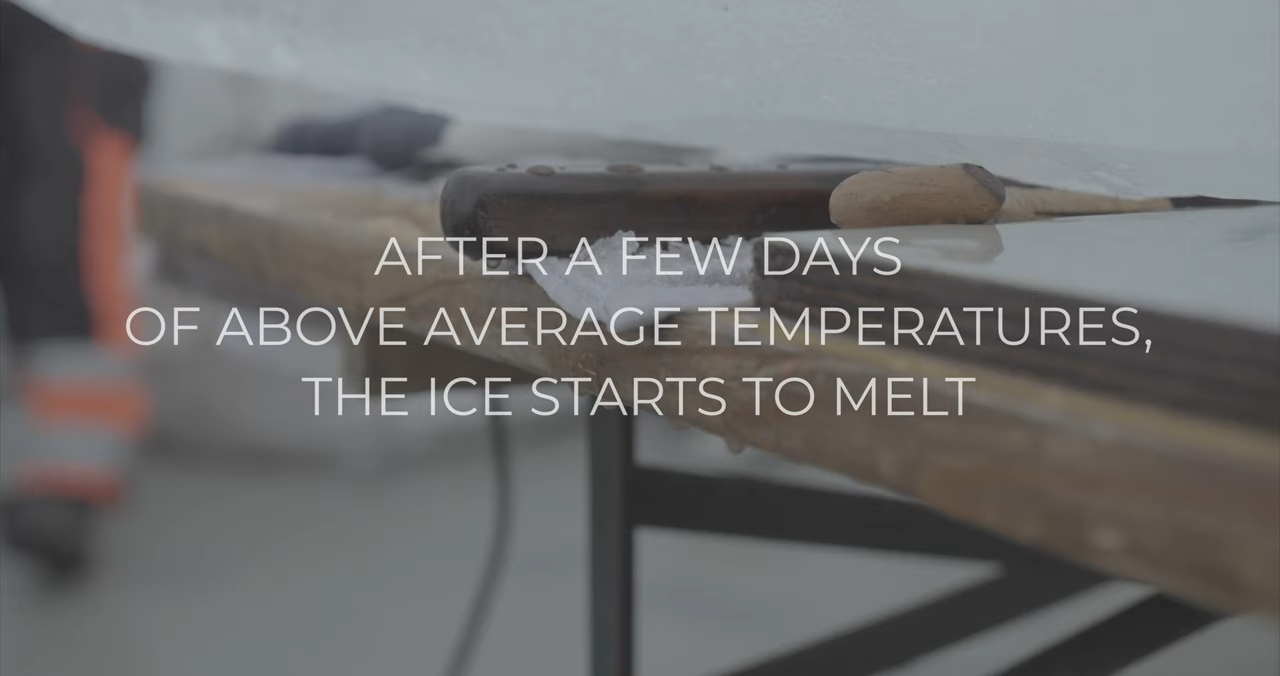 AFTER A FEW DAYS
OF ABOVE AVERAGE TEMPERATURES,
THE ICE STARTS TO MELT